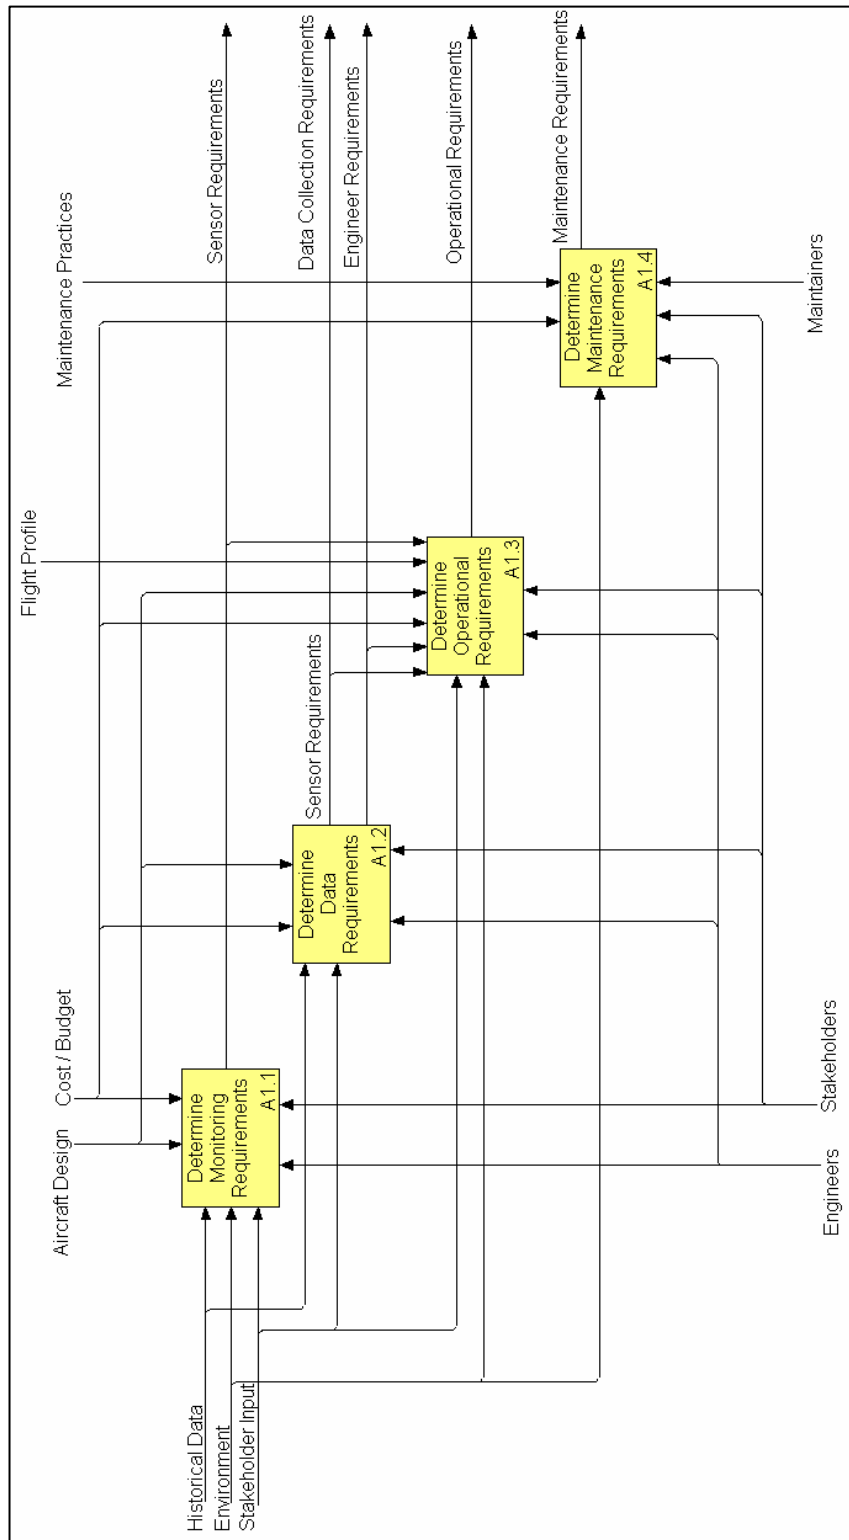 Aircraft Design
Cost / Budget
Flight Profile
Maintenance Practices
Historical Data
Environment
Stakeholder Input
Determine
Monitoring
Requirements
A1.1
Sensor Requirements
Determine
Data
Requirements
A1.2
Sensor Requirements
Data Collection Requirements
Engineer Requirements
Determine
Operational
Requirements
A1.3
Operational Requirements
Determine
Maintenance
Requirements
A1.4
Maintenance Requirements
Engineers
Stakeholders
Maintainers